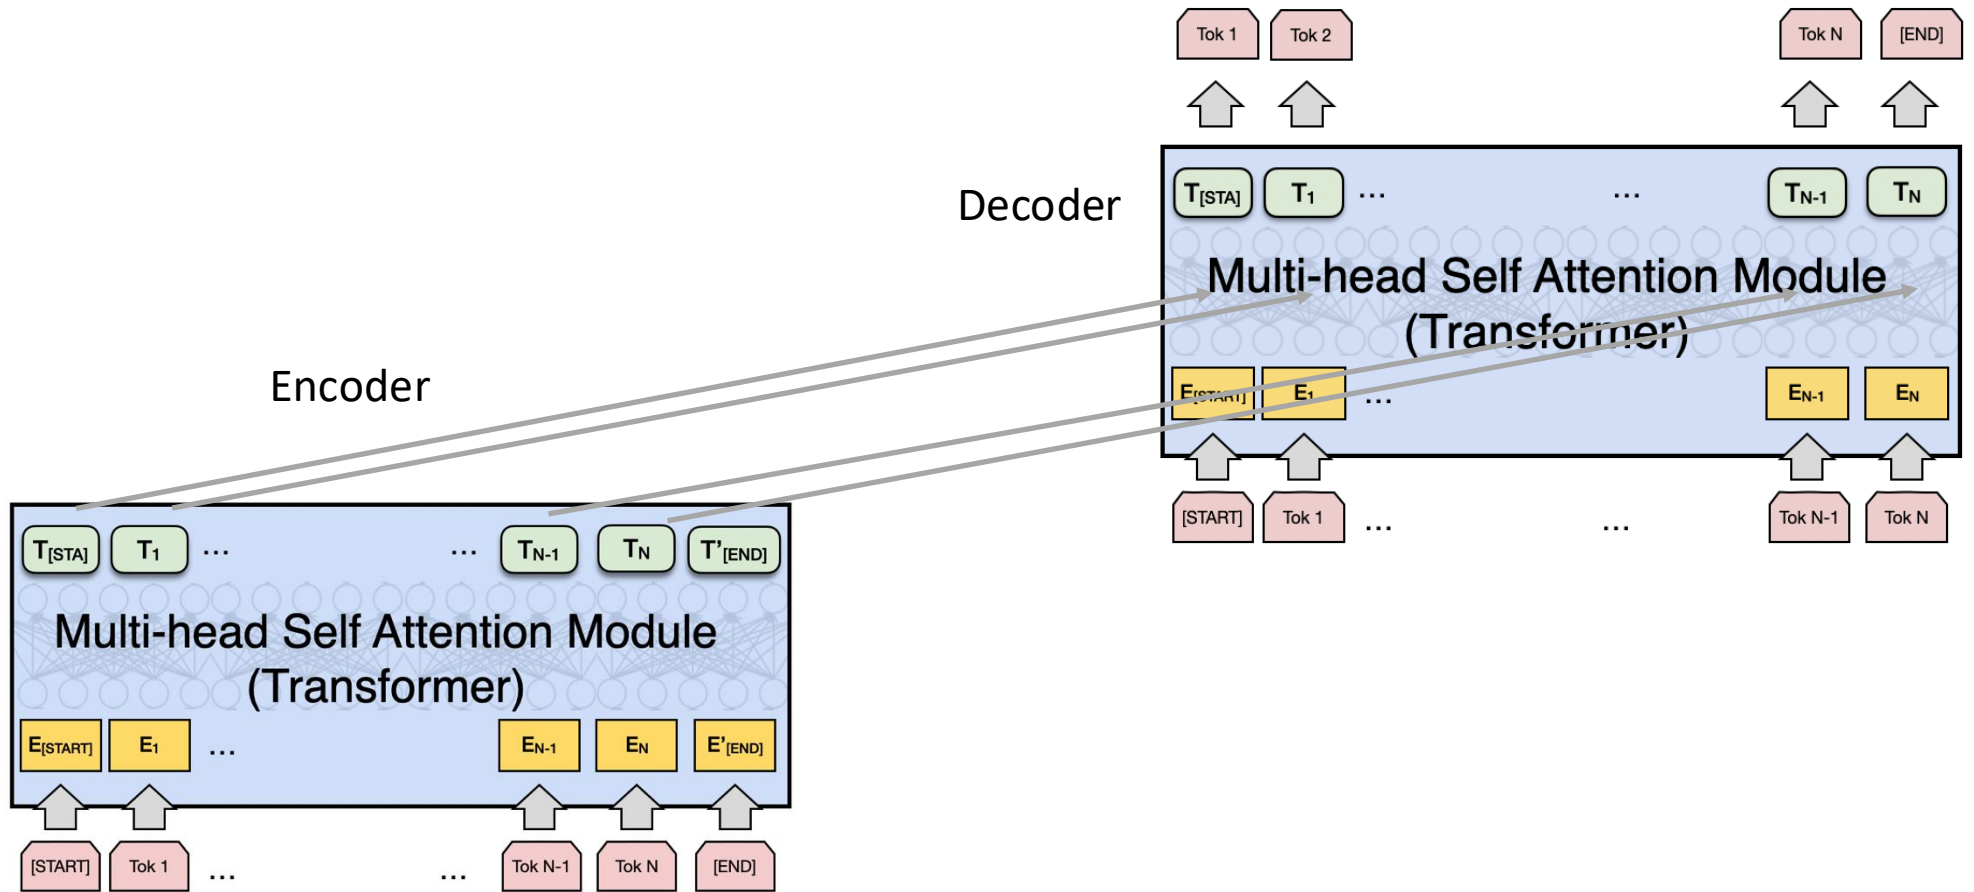 Tok 1 Tok 2 Tok N [END]
T[STA] T1 ... ... TN-1 TN
Decoder
Multi-head Self Attention Module
(Transformer)
E[START] E1 ... EN-1 EN
[START] Tok 1 ... ... Tok N-1 Tok N
Encoder
T[STA] T1 ... ... TN-1 TN T'[END]
Multi-head Self Attention Module
(Transformer)
E[START] E1 ... EN-1 EN E'[END]
[START] Tok 1 ... ... Tok N-1 Tok N [END]